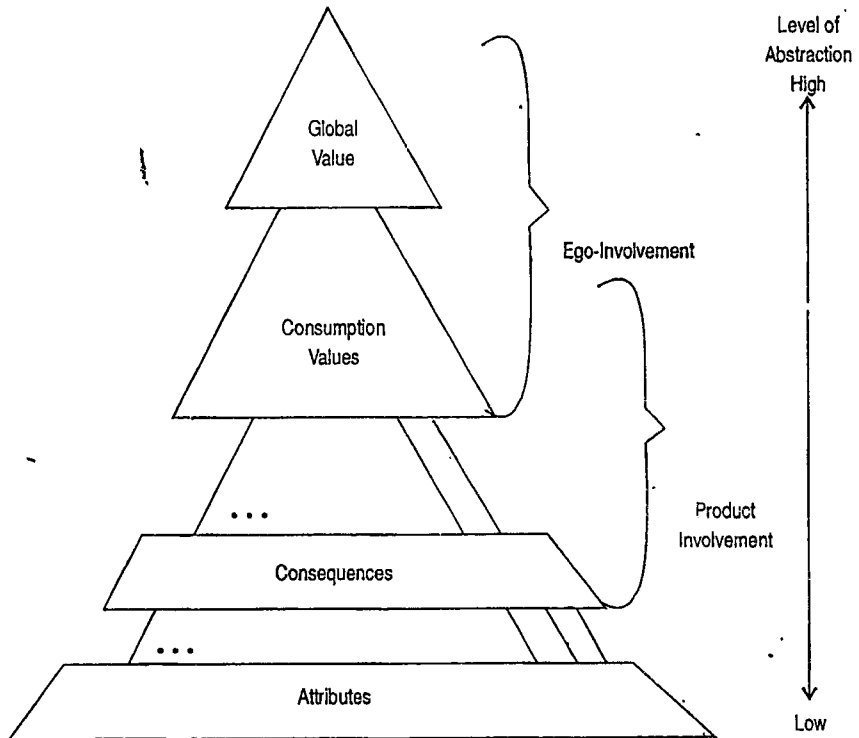 Level of
Abstraction
High
Global
Value
Ego-Involvement
Consumption
Values
...
Product
Involvement
Consequences
...
Attributes
Low